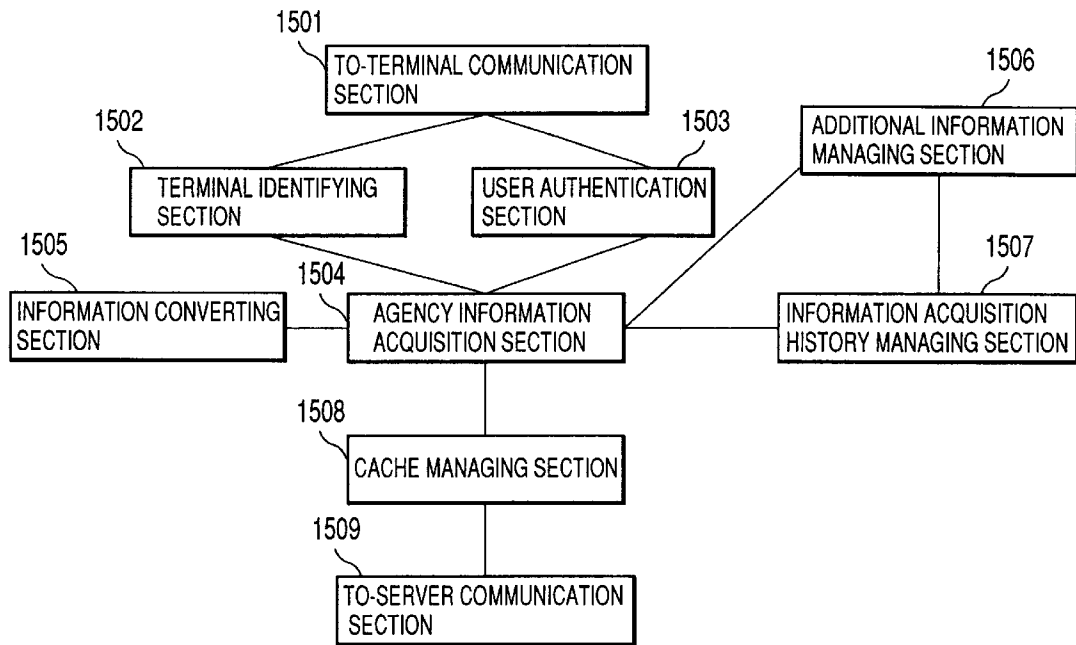 1501
TO-TERMINAL COMMUNICATION
SECTION
1506
ADDITIONAL INFORMATION
MANAGING SECTION
1502
TERMINAL IDENTIFYING
SECTION
1503
USER AUTHENTICATION
SECTION
1505
INFORMATION CONVERTING
SECTION
1504
AGENCY INFORMATION
ACQUISITION SECTION
1507
INFORMATION ACQUISITION
HISTORY MANAGING SECTION
1508
CACHE MANAGING SECTION
1509
TO-SERVER COMMUNICATION
SECTION